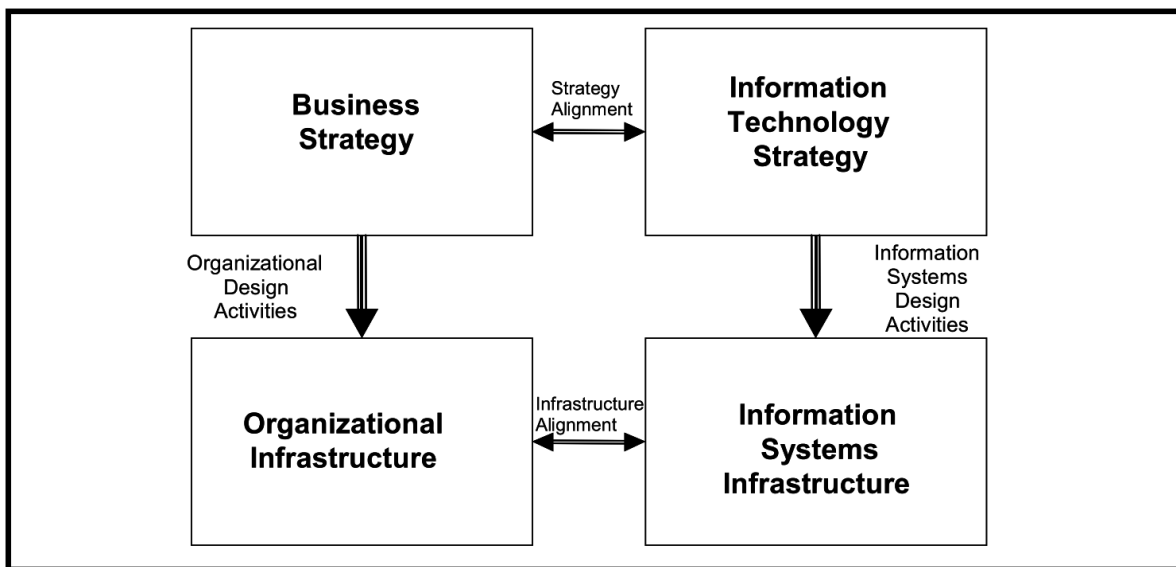 Business
Strategy
Strategy
Alignment
Information
Technology
Strategy
Organizational
Design
Activities
Information
Systems
Design
Activities
Organizational
Infrastructure
Infrastructure
Alignment
Information
Systems
Infrastructure